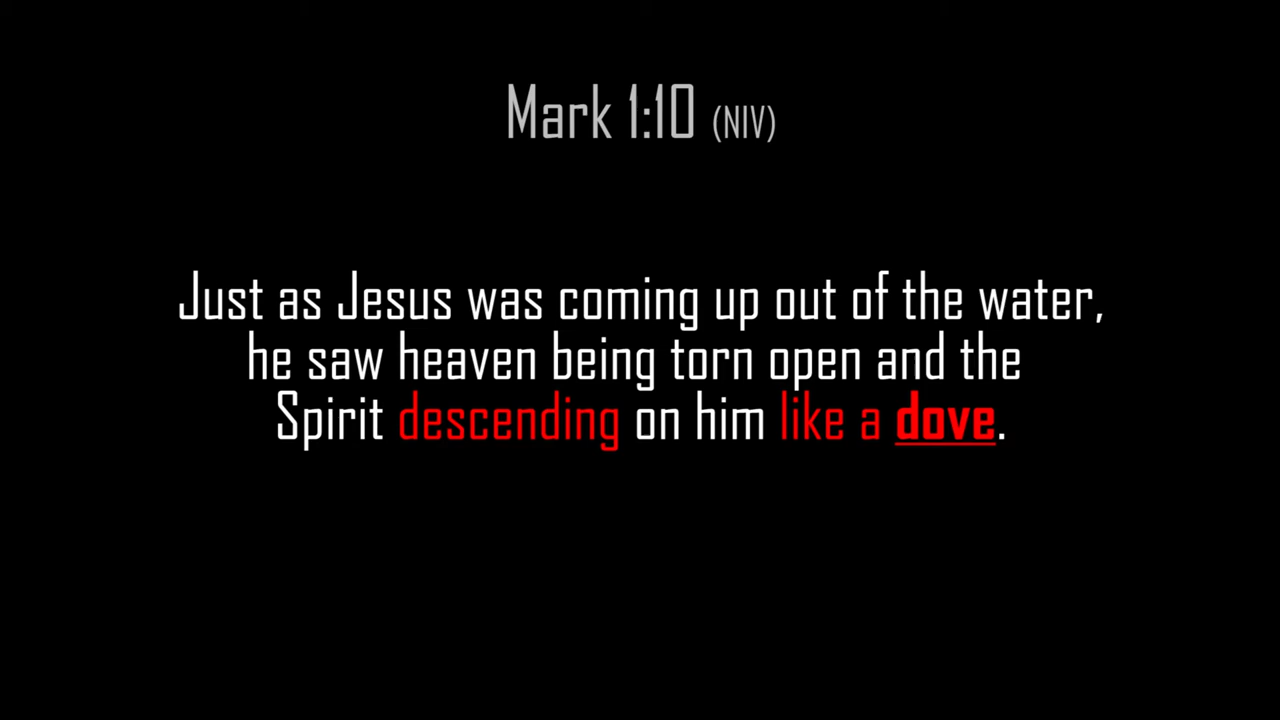 Mark 1:10 (NIV)
Just as Jesus was coming up out of the water,
he saw heaven being torn open and the
Spirit descending on him like a dove.